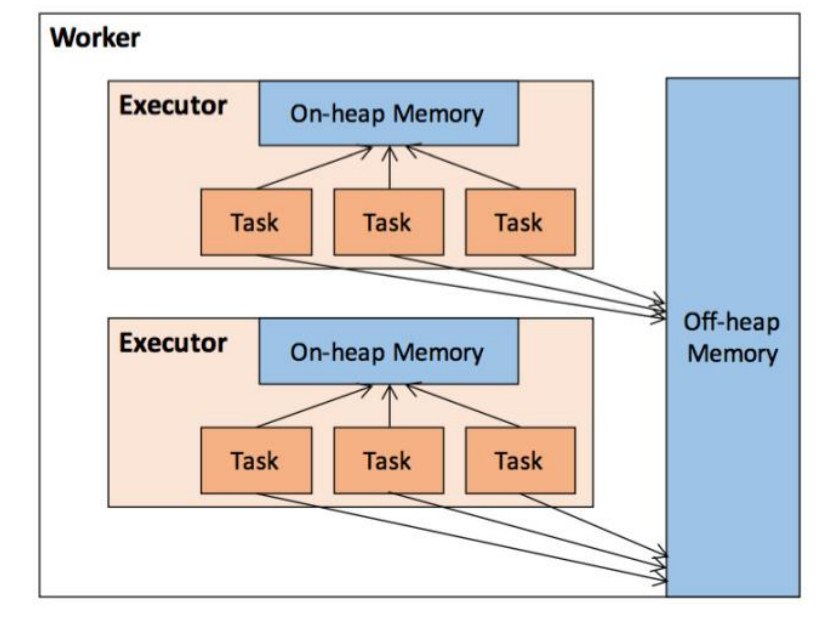 Worker
Executor
On-heap Memory
Task Task Task
Executor
On-heap Memory
Task Task Task
Off-heap
Memory